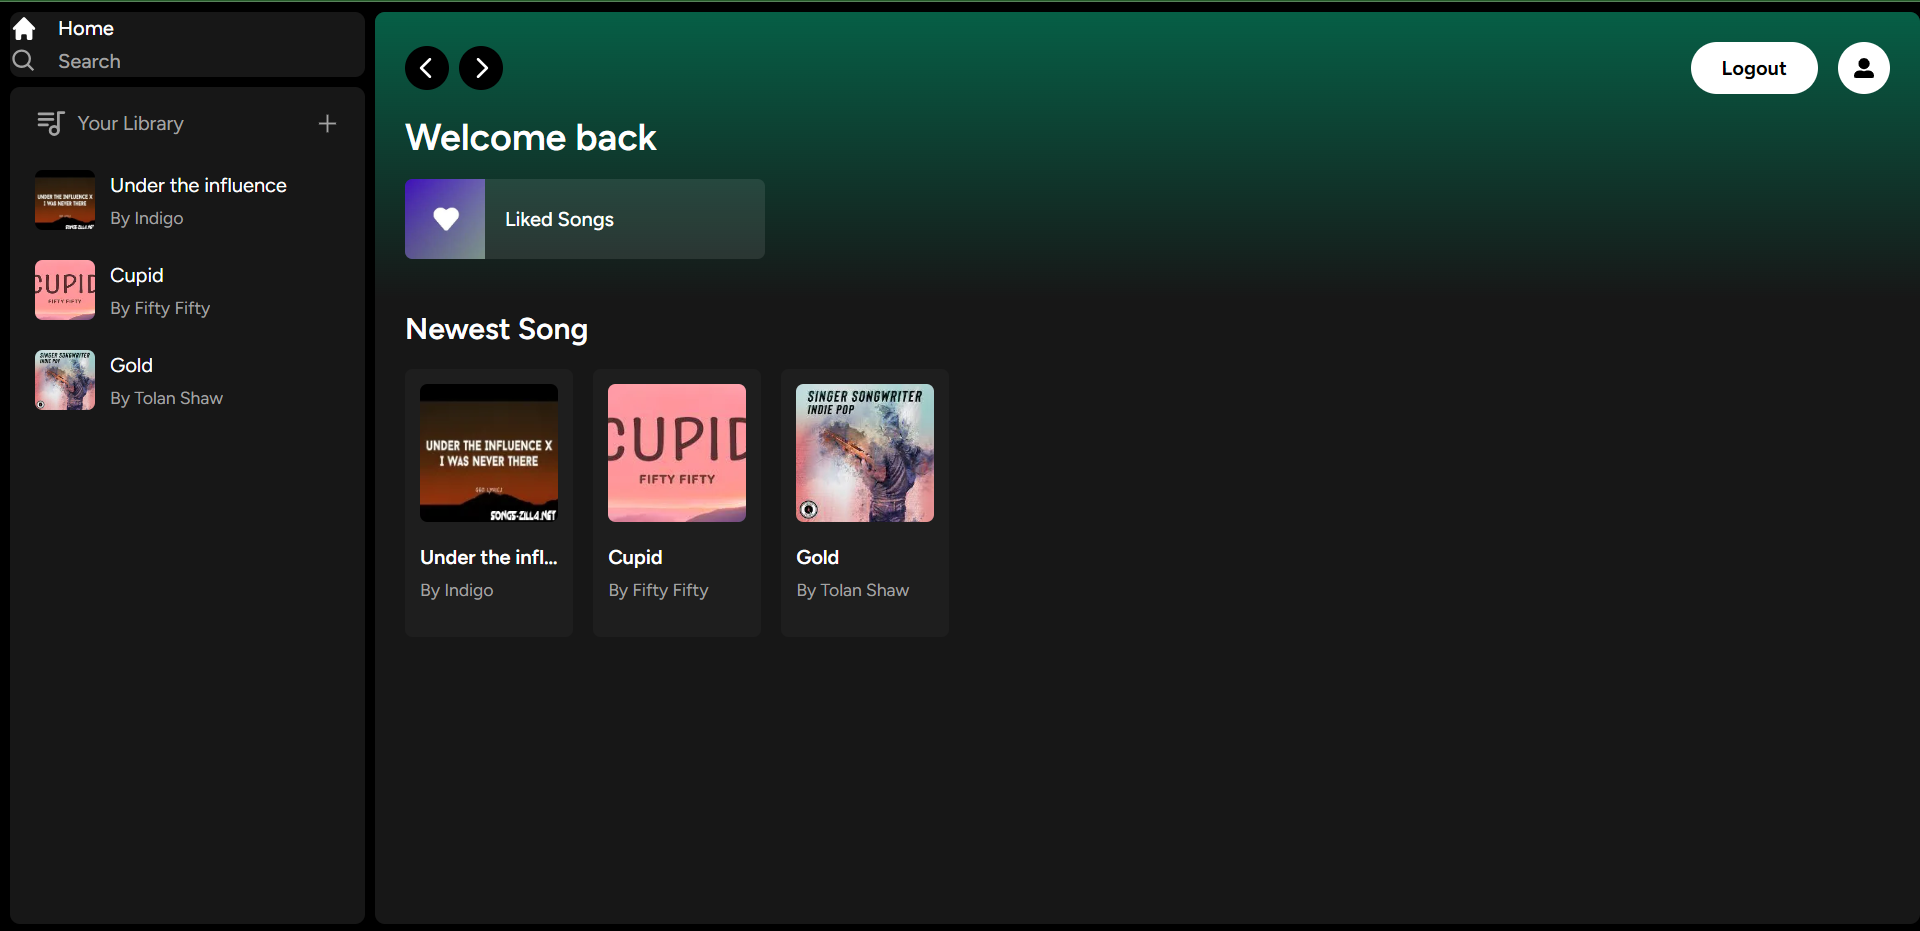 Home
Search
Your Library
UNDER THE INFLUENCE X
I WAS NEVER THERE
SONGS-ZILLA.NET
Under the influence
By Indigo
CUPID
FIFTY FIFTY
Cupid
By Fifty Fifty
SINGER SONGWRITER
INDIE POP
Gold
By Tolan Shaw
Logout
Welcome back
Liked Songs
Newest Song
UNDER THE INFLUENCE X
I WAS NEVER THERE
SONGS-ZILL4.NET
Under the infl...
By Indigo
CUPID
FIFTY FIFTY
Cupid
By Fifty Fifty
SINGER SONGWRITER
INDIE POP
Gold
By Tolan Shaw